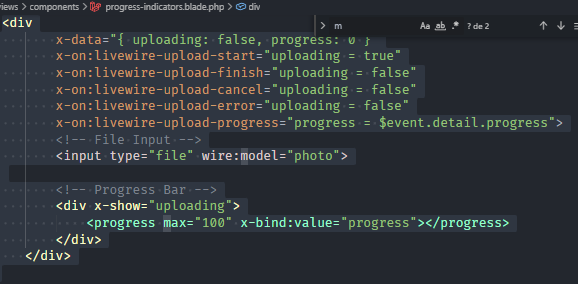 views > components > progress-indicators.blade.php > div
> m Aa ab .* ? de 2
<div
x-data="{ uploading: false, progress: 0 }"
x-on:livewire-upload-start="uploading = true"
x-on:livewire-upload-finish="uploading = false"
x-on:livewire-upload-cancel="uploading = false"
x-on:livewire-upload-error="uploading = false"
x-on:livewire-upload-progress="progress = $event.detail.progress">
<!-- File Input -->
<input type="file" wire:model="photo">
<!-- Progress Bar -->
<div x-show="uploading">
<progress max="100" x-bind:value="progress"></progress>
</div>
</div>